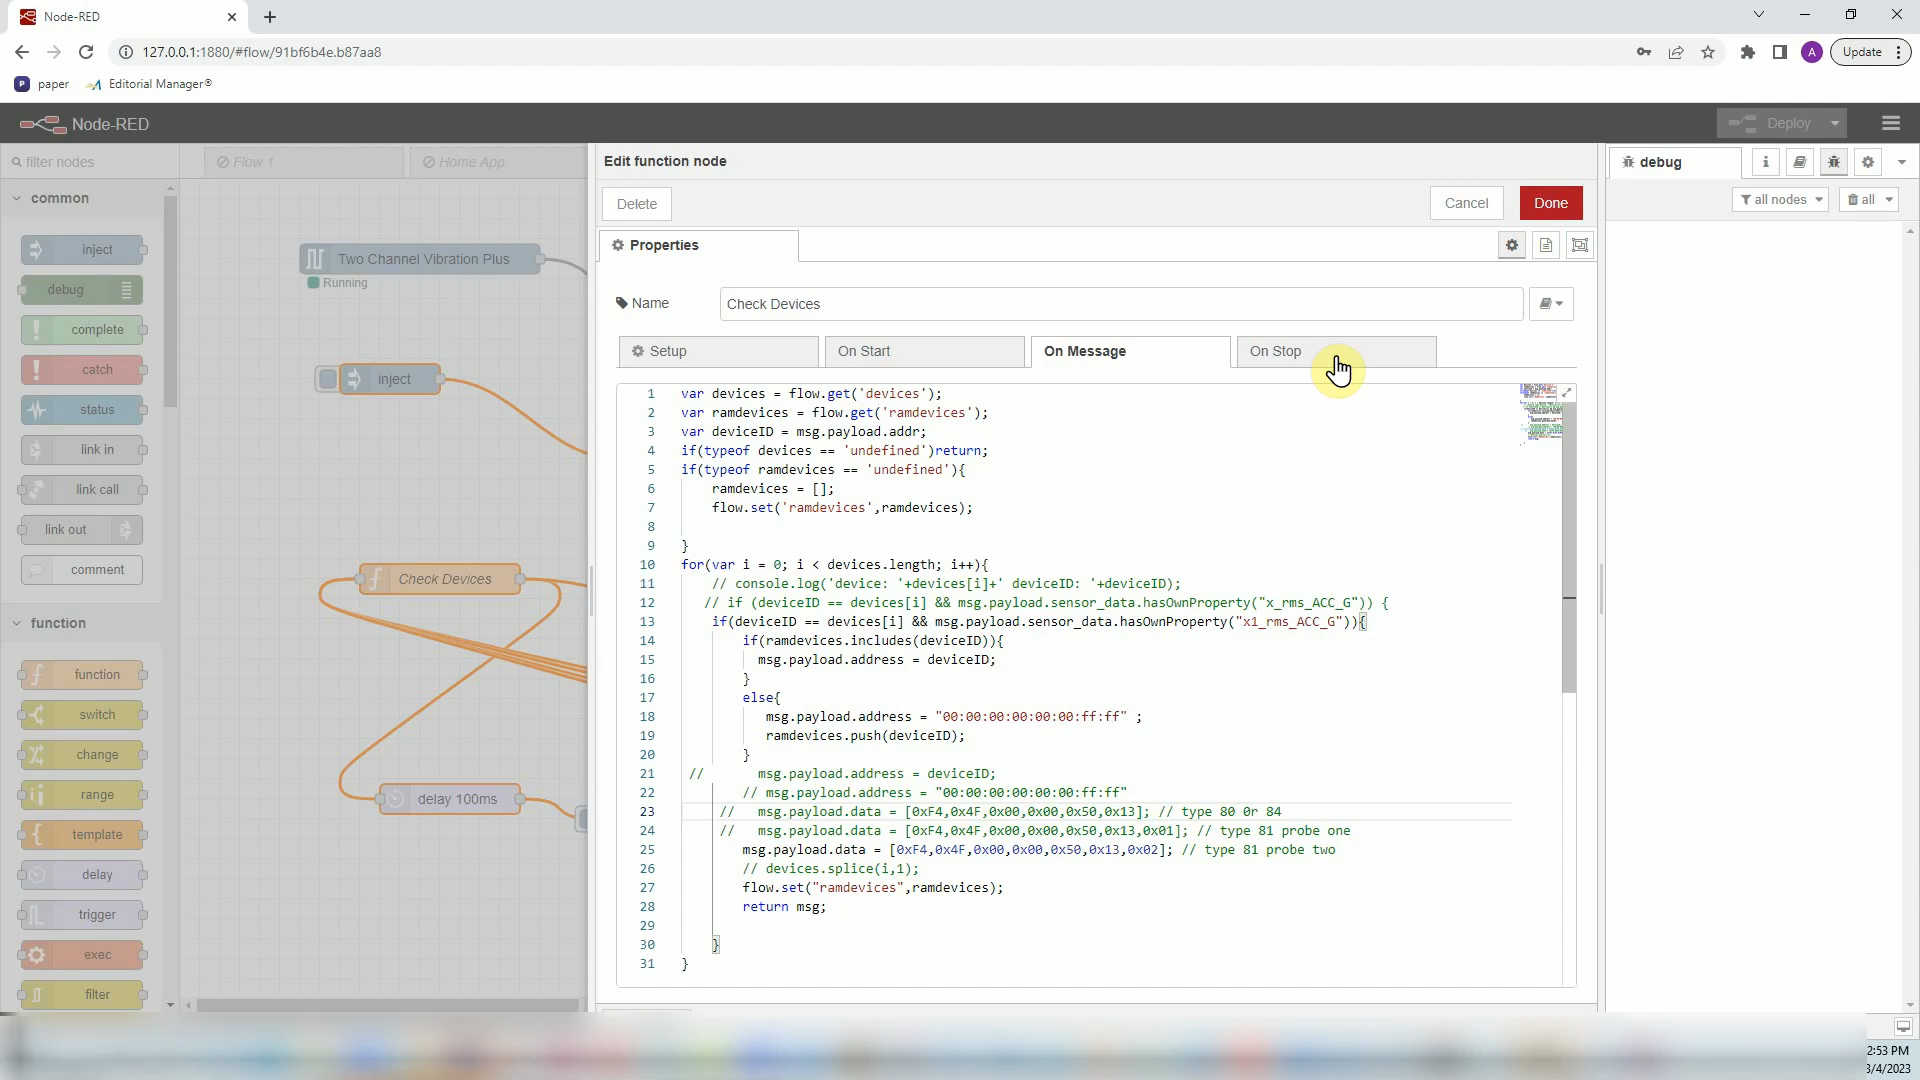 Node-RED
127.0.0.1:1880/#flow/91bf6b4e.b87aa8
A
Update
P paper
Editorial Manager®
Node-RED
Deploy
filter nodes
Flow 1
Home App
Edit function node
debug
i
common
Delete
Cancel
Done
all nodes
all
inject
Two Channel Vibration Plus
Properties
Running
debug
Name
Check Devices
complete
Setup
On Start
On Message
On Stop
catch
inject
status
link in
link call
link out
comment
Check Devices
function
function
switch
change
range
delay 100ms
template
delay
trigger
exec
filter
1 var devices = flow.get('devices');
2 var ramdevices = flow.get('ramdevices');
3 var deviceID = msg.payload.addr;
4 if(typeof devices == 'undefined')return;
5 if(typeof ramdevices == 'undefined'){
6 ramdevices = [];
7 flow.set('ramdevices',ramdevices);
8
9 }
10 for(var i = 0; i < devices.length; i++){
11 // console.log('device: '+devices[i]+' deviceID: '+deviceID);
12 // if (deviceID == devices[i] && msg.payload.sensor_data.hasOwnProperty("x_rms_ACC_G")) {
13 if(deviceID == devices[i] && msg.payload.sensor_data.hasOwnProperty("x1_rms_ACC_G")){
14 if(ramdevices.includes(deviceID)){
15 msg.payload.address = deviceID;
16 }
17 else{
18 msg.payload.address = "00:00:00:00:00:00:ff:ff" ;
19 ramdevices.push(deviceID);
20 }
21 // msg.payload.address = deviceID;
22 // msg.payload.address = "00:00:00:00:00:00:ff:ff"
23 // msg.payload.data = [0xF4,0x4F,0x00,0x00,0x50,0x13]; // type 80 0r 84
24 // msg.payload.data = [0xF4,0x4F,0x00,0x00,0x50,0x13,0x01]; // type 81 probe one
25 msg.payload.data = [0xF4,0x4F,0x00,0x00,0x50,0x13,0x02]; // type 81 probe two
26 // devices.splice(i,1);
27 flow.set("ramdevices",ramdevices);
28 return msg;
29
30 }
31 }
2:53 PM
3/4/2023